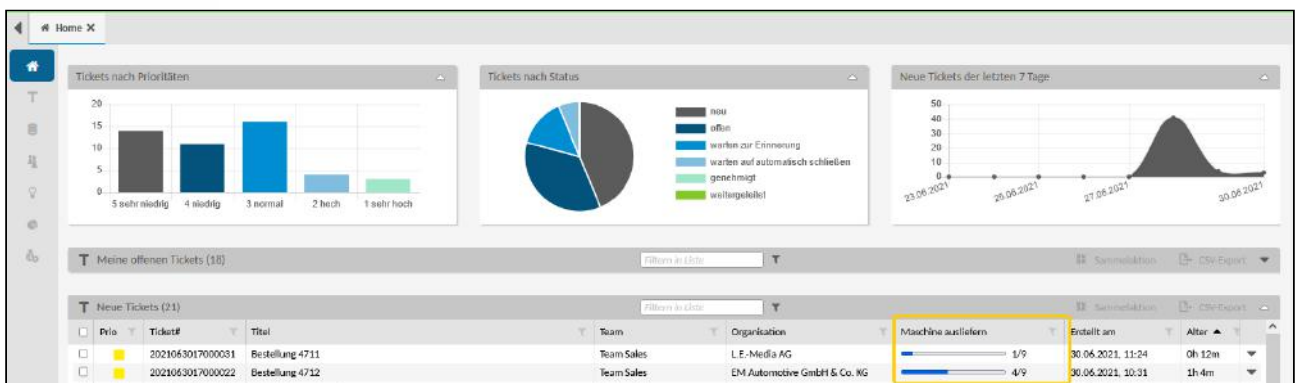 Home X
Tickets nach Prioritäten
Tickets nach Status
Neue Tickets der letzten 7 Tage
20
15
10
5
0
5 sehr niedrig 4 niedrig 3 normal 2 hoch 1 sehr hoch
neu
offen
warten zur Erinnerung
warten auf automatisch schließen
genehmigt
weitergeleitet
50
40
30
20
10
0
23.06.2021 25.06.2021 27.06.2021 30.06.2021
T Meine offenen Tickets (18) Filtern in Liste Sammelaktion CSV-Export
T Neue Tickets (21) Filtern in Liste Sammelaktion CSV-Export
Prio Ticket# Titel Team Organisation Maschine ausliefern Erstellt am Alter
2021063017000031 Bestellung 4711 Team Sales L.E.-Media AG 1/9 30.06.2021, 11:24 0h 12m
2021063017000022 Bestellung 4712 Team Sales EM Automotive GmbH & Co. KG 4/9 30.06.2021, 10:31 1h 4m